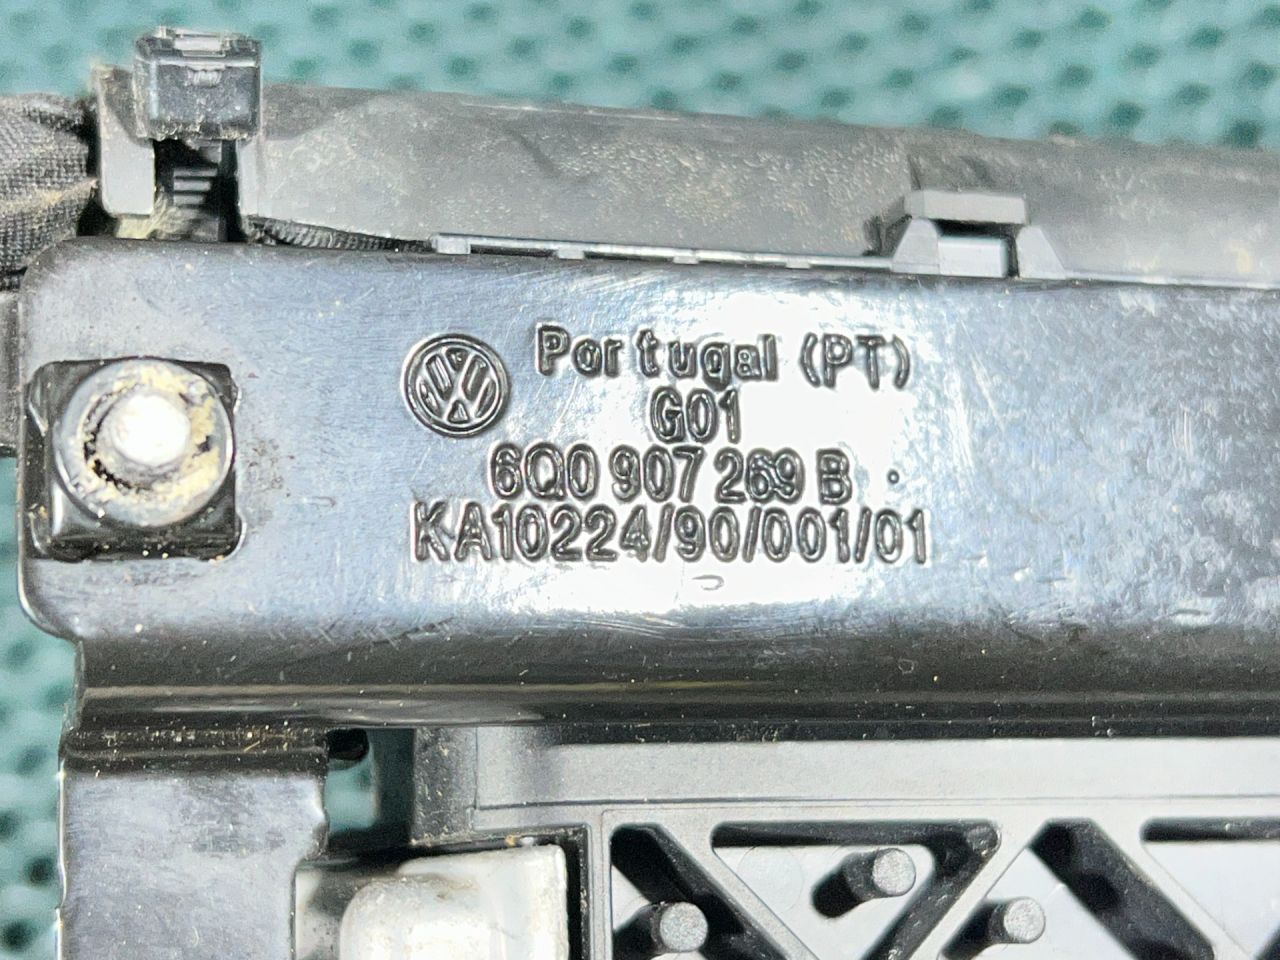 Portugal (PT)
G01
6Q0 907 269 B
KA10224/90/001/01